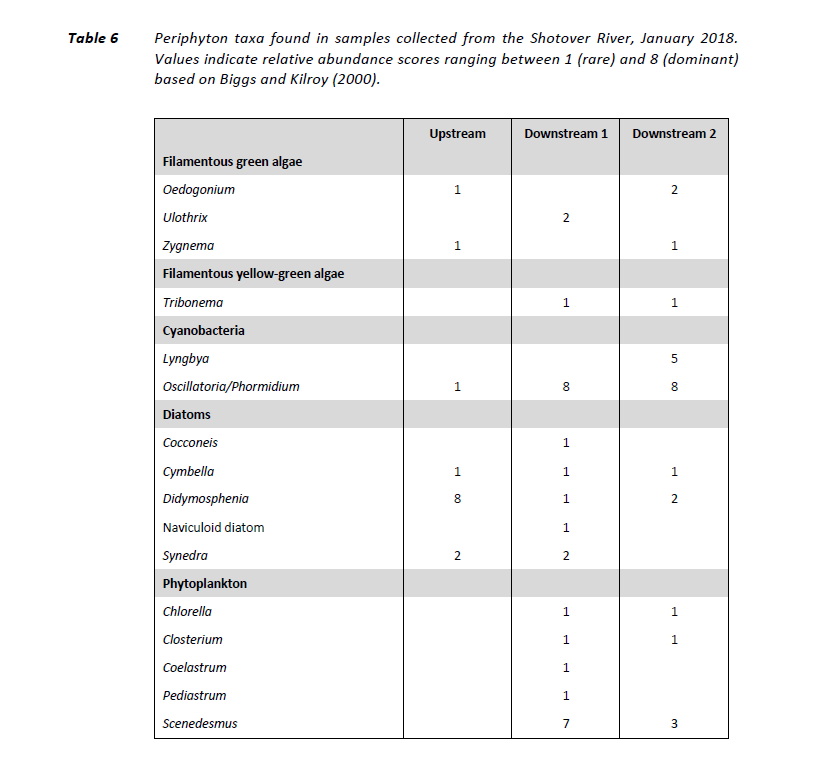 Table 6 Periphyton taxa found in samples collected from the Shotover River, January 2018.
Values indicate relative abundance scores ranging between 1 (rare) and 8 (dominant)
based on Biggs and Kilroy (2000).
Upstream Downstream 1 Downstream 2
Filamentous green algae
Oedogonium 1 2
Ulothrix 2
Zygnema 1 1
Filamentous yellow-green algae
Tribonema 1 1
Cyanobacteria
Lyngbya 5
Oscillatoria/Phormidium 1 8 8
Diatoms
Cocconeis 1
Cymbella 1 1 1
Didymosphenia 8 1 2
Naviculoid diatom 1
Synedra 2 2
Phytoplankton
Chlorella 1 1
Closterium 1 1
Coelastrum 1
Pediastrum 1
Scenedesmus 7 3